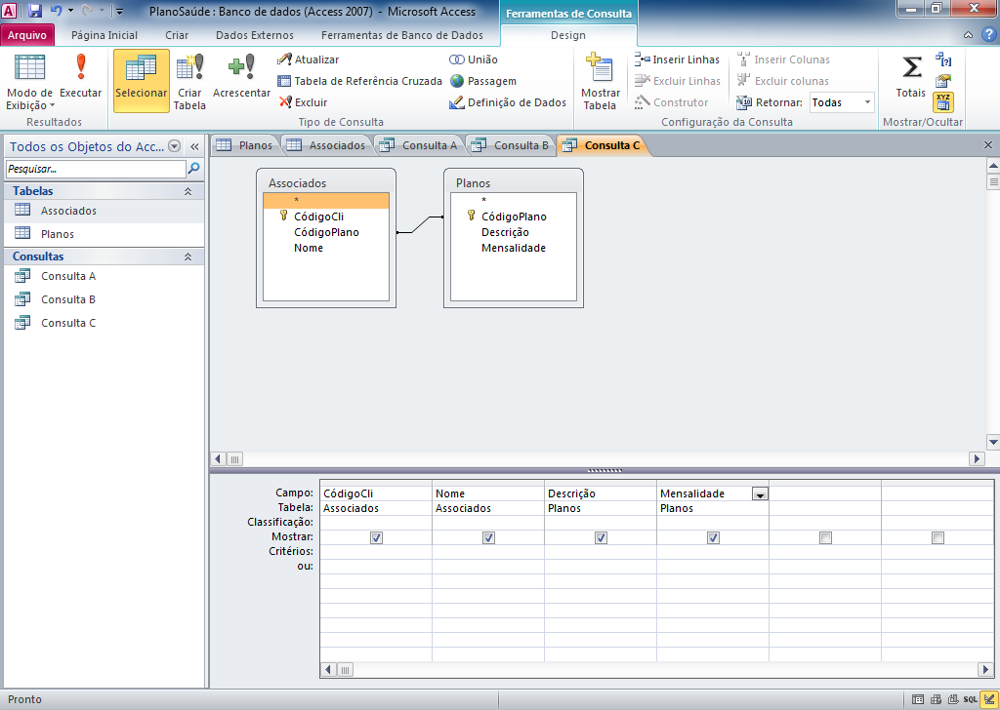 PlanoSaúde : Banco de dados (Access 2007) - Microsoft Access
Ferramentas de Consulta
Arquivo
Página Inicial
Criar
Dados Externos
Ferramentas de Banco de Dados
Design
Modo de Exibição
Executar
Resultados
Selecionar
Criar Tabela
Acrescentar
Atualizar
Tabela de Referência Cruzada
Excluir
União
Passagem
Definição de Dados
Tipo de Consulta
Mostrar Tabela
Inserir Linhas
Excluir Linhas
Construtor
Inserir Colunas
Excluir colunas
Retornar: Todas
Configuração da Consulta
Totais
XYZ
Mostrar/Ocultar
Todos os Objetos do Acc...
Pesquisar...
Tabelas
Associados
Planos
Consultas
Consulta A
Consulta B
Consulta C
Planos
Associados
Consulta A
Consulta B
Consulta C
Associados
*
CódigoCli
CódigoPlano
Nome
Planos
*
CódigoPlano
Descrição
Mensalidade
Campo: CódigoCli Nome Descrição Mensalidade
Tabela: Associados Associados Planos Planos
Classificação:
Mostrar:
Critérios:
ou:
Pronto
SQL